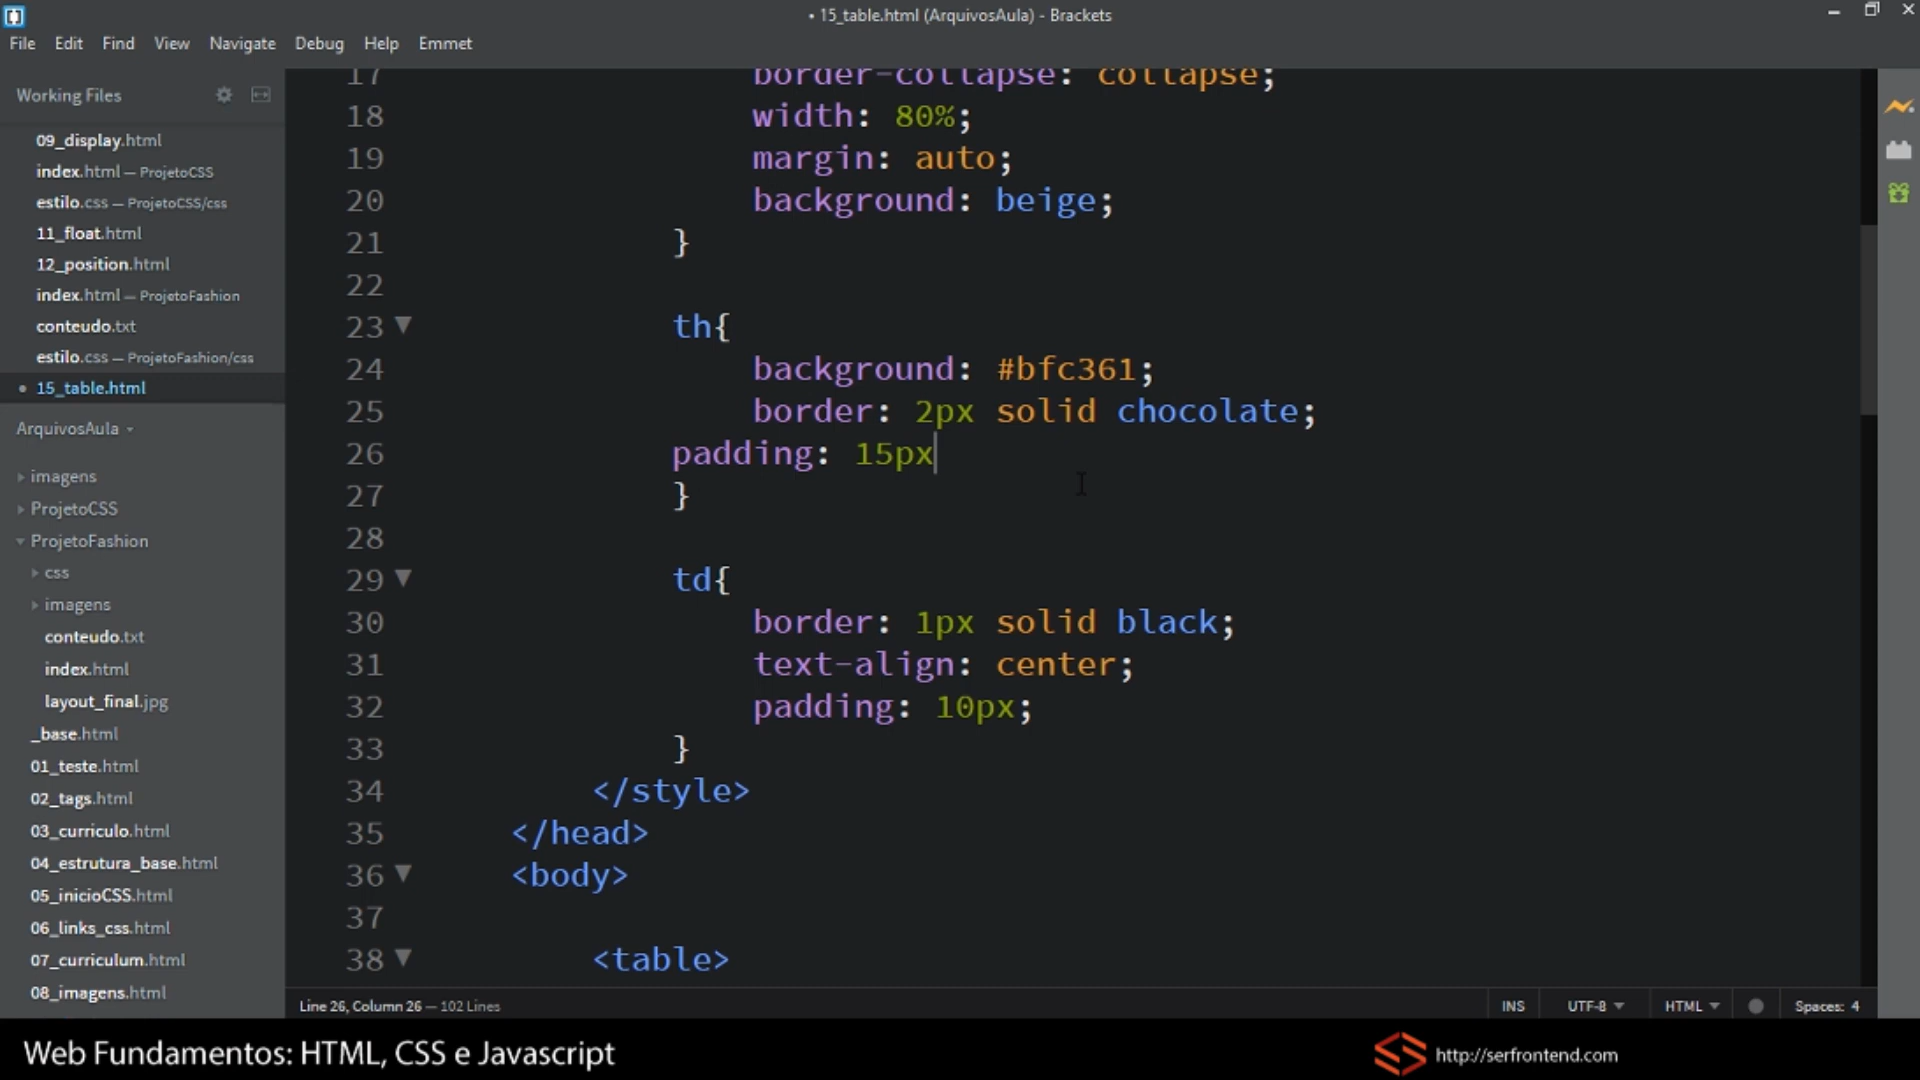 • 15_table.html (ArquivosAula) - Brackets
File Edit Find View Navigate Debug Help Emmet
Working Files
09_display.html
index.html — ProjetoCSS
estilo.css — ProjetoCSS/css
11_float.html
12_position.html
index.html — ProjetoFashion
conteudo.txt
estilo.css — ProjetoFashion/css
• 15_table.html
ArquivosAula
imagens
ProjetoCSS
ProjetoFashion
css
imagens
conteudo.txt
index.html
layout_final.jpg
_base.html
01_teste.html
02_tags.html
03_curriculo.html
04_estrutura_base.html
05_inicioCSS.html
06_links_css.html
07_curriculum.html
08_imagens.html
17 border-collapse: collapse;
18 width: 80%;
19 margin: auto;
20 background: beige;
21 }
22
23 th{
24 background: #bfc361;
25 border: 2px solid chocolate;
26 padding: 15px
27 }
28
29 td{
30 border: 1px solid black;
31 text-align: center;
32 padding: 10px;
33 }
34 </style>
35 </head>
36 <body>
37
38 <table>
Line 26, Column 26 — 102 Lines
INS UTF-8 HTML Spaces: 4
Web Fundamentos: HTML, CSS e Javascript
http://serfrontend.com